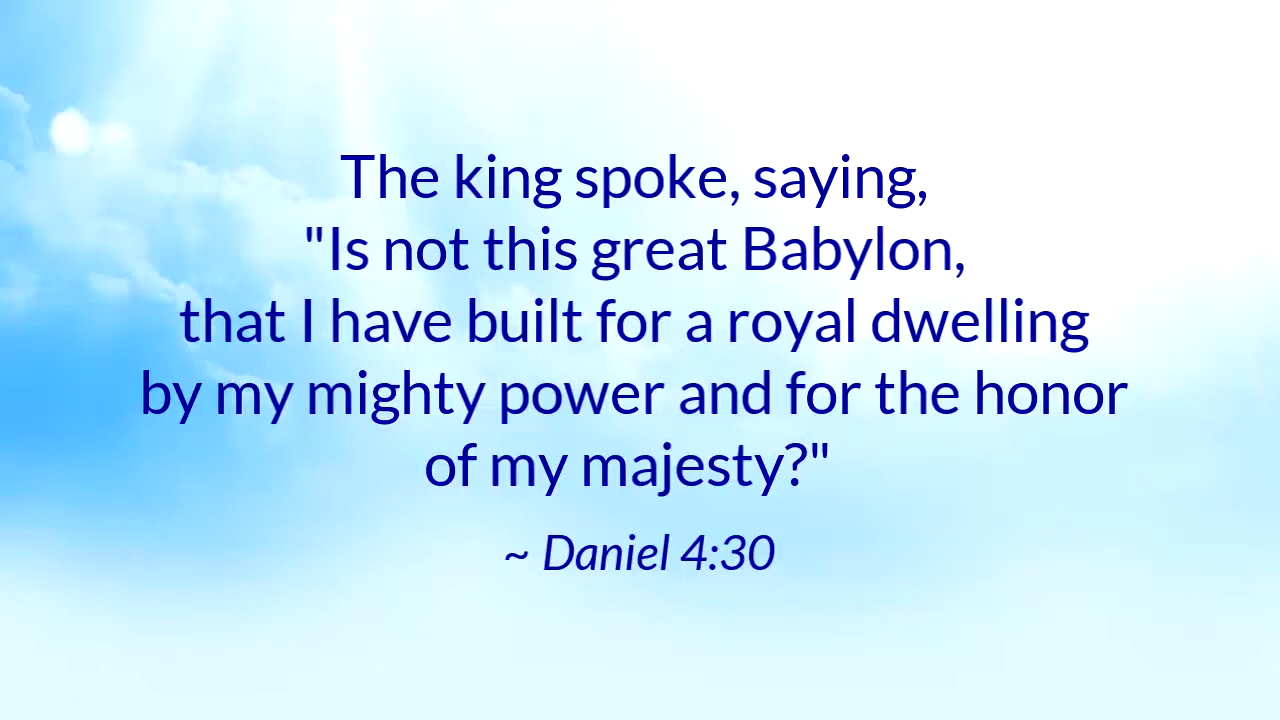 The king spoke, saying,
"Is not this great Babylon,
that I have built for a royal dwelling
by my mighty power and for the honor
of my majesty?"
~ Daniel 4:30